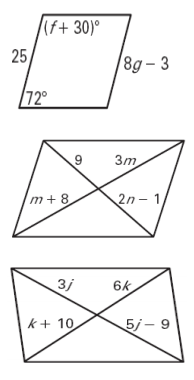 (f + 30)°
25
8g – 3
72°
9 3m
m + 8 2n – 1
3j 6k
k + 10 5j – 9